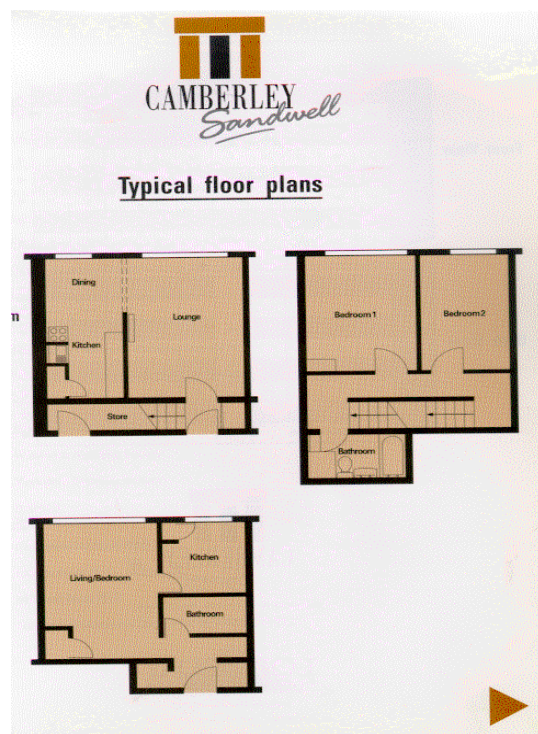 CAMBERLEY
Sandwell
Typical floor plans
Dining
Lounge
Kitchen
Store
Bedroom 1
Bedroom 2
Bathroom
Living/Bedroom
Kitchen
Bathroom